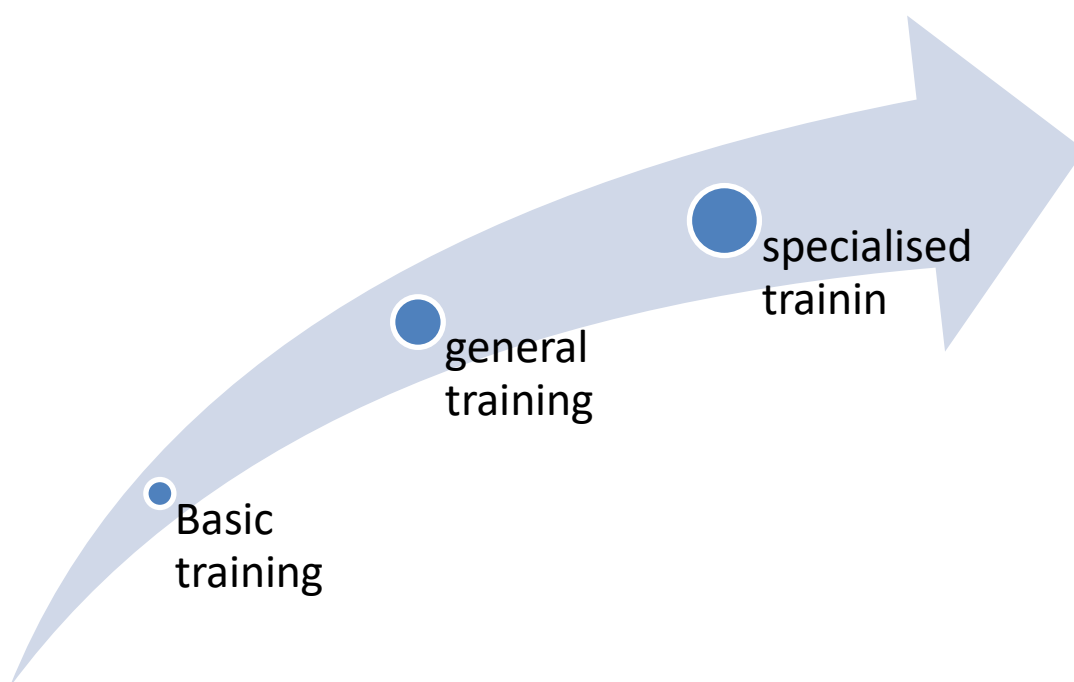 specialised
trainin
general
training
Basic
training